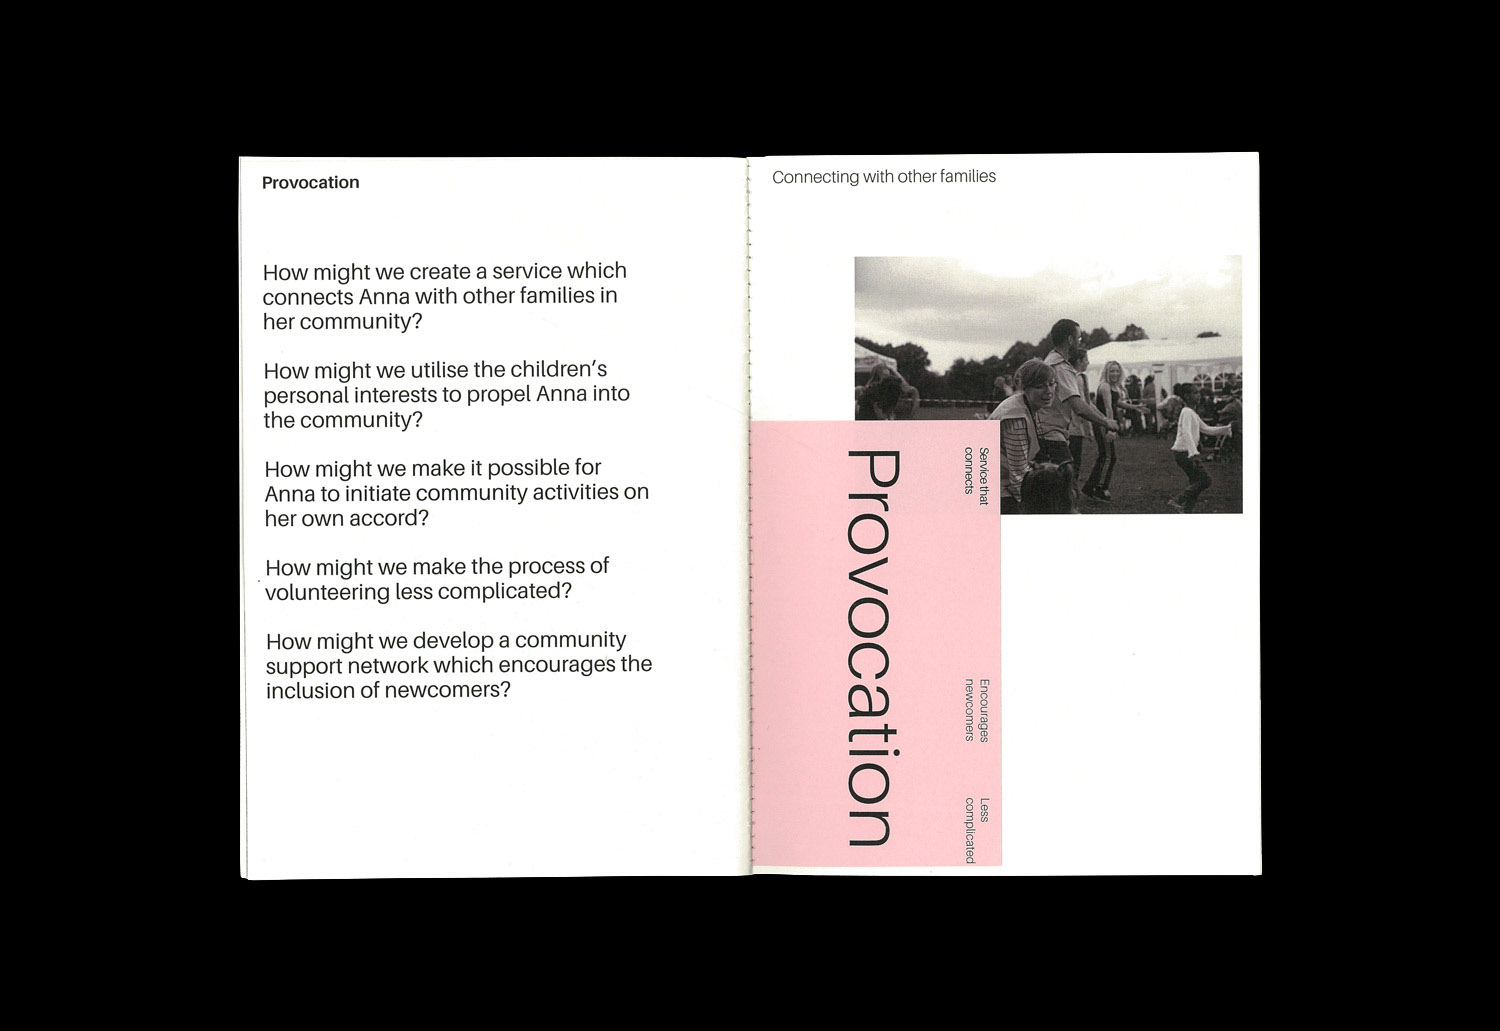 Provocation
How might we create a service which
connects Anna with other families in
her community?
How might we utilise the children's
personal interests to propel Anna into
the community?
How might we make it possible for
Anna to initiate community activities on
her own accord?
How might we make the process of
volunteering less complicated?
How might we develop a community
support network which encourages the
inclusion of newcomers?
Connecting with other families
Service that
connects
Encourages
newcomers
Less
complicated
Provocation